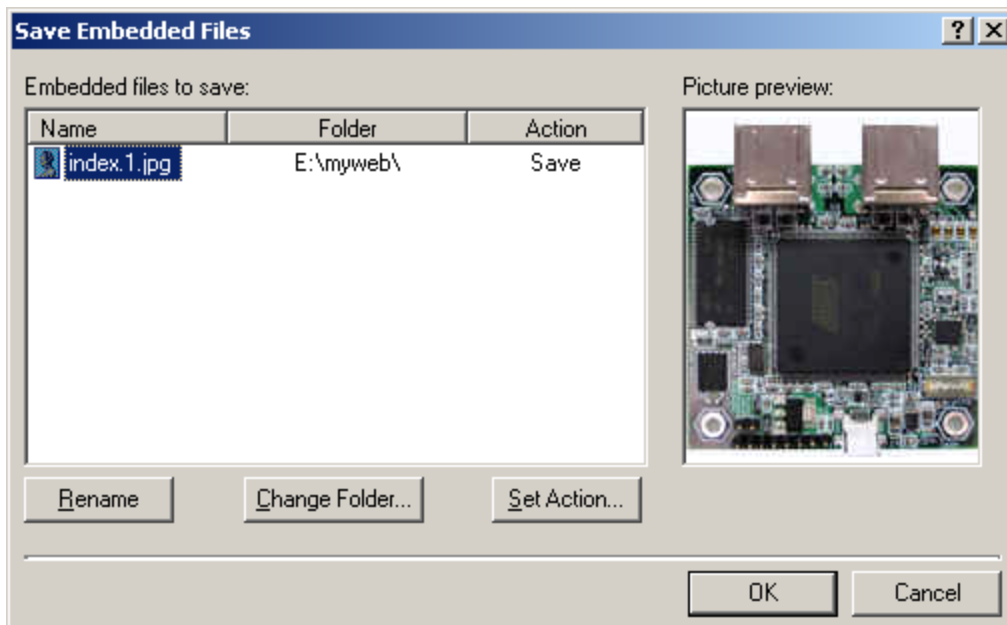 Save Embedded Files
Embedded files to save:
Picture preview:
Name Folder Action
index.1.jpg E:\myweb\ Save
Rename Change Folder... Set Action...
OK Cancel